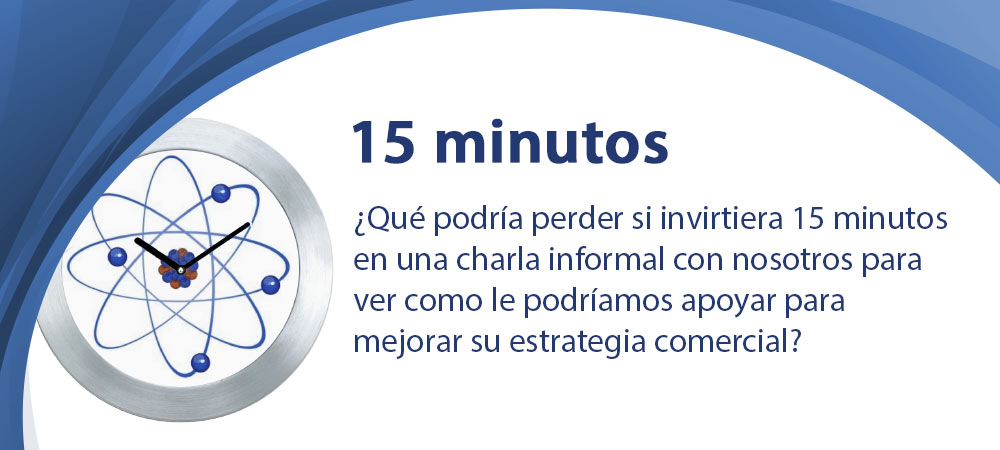 15 minutos
¿Qué podría perder si invirtiera 15 minutos
en una charla informal con nosotros para
ver como le podríamos apoyar para
mejorar su estrategia comercial?